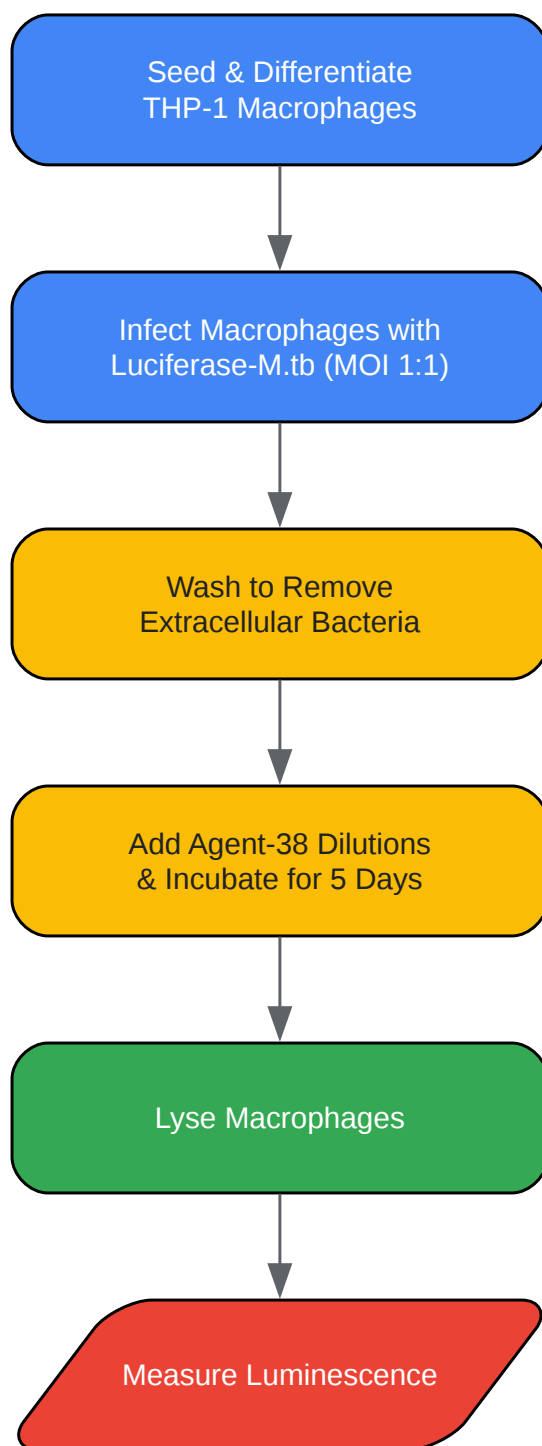 Seed & Differentiate
THP-1 Macrophages
Infect Macrophages with
Luciferase-M.tb (MOI 1:1)
Wash to Remove
Extracellular Bacteria
Add Agent-38 Dilutions
& Incubate for 5 Days
Lyse Macrophages
Measure Luminescence